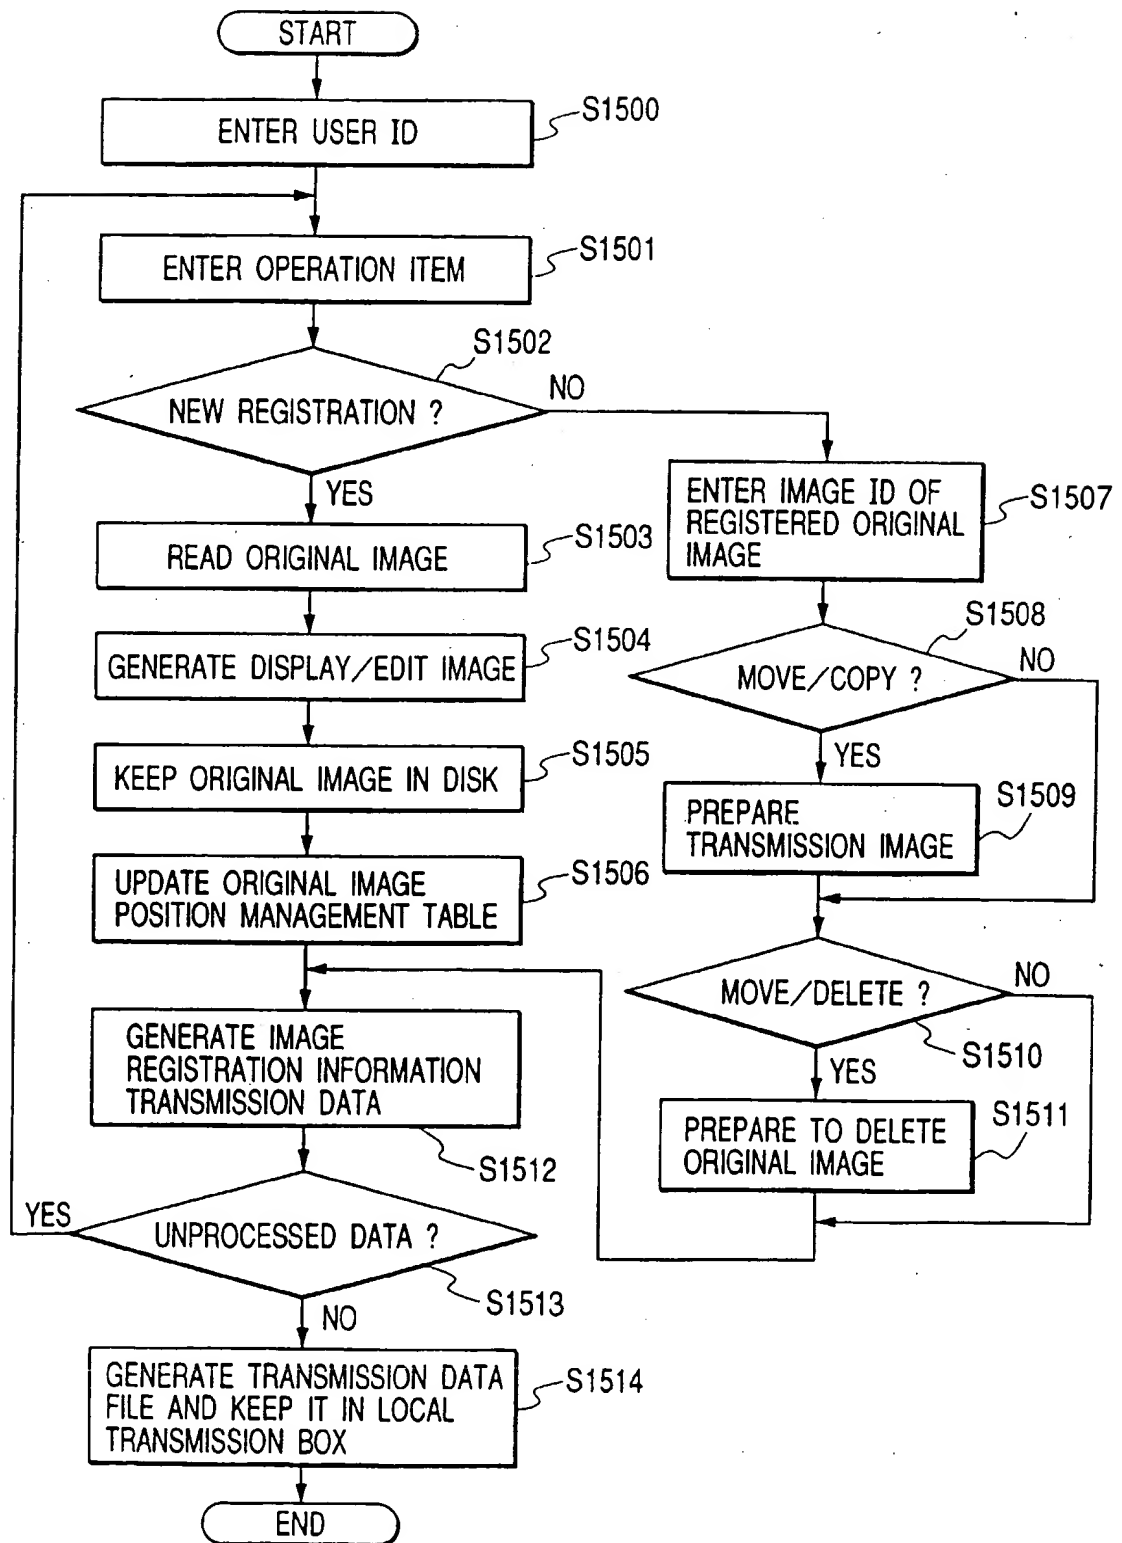 START
ENTER USER ID
S1500
ENTER OPERATION ITEM
S1501
NEW REGISTRATION ?
S1502
NO
YES
READ ORIGINAL IMAGE
S1503
GENERATE DISPLAY/EDIT IMAGE
S1504
KEEP ORIGINAL IMAGE IN DISK
S1505
UPDATE ORIGINAL IMAGE
POSITION MANAGEMENT TABLE
S1506
ENTER IMAGE ID OF
REGISTERED ORIGINAL
IMAGE
S1507
MOVE/COPY ?
S1508
NO
YES
PREPARE
TRANSMISSION IMAGE
S1509
MOVE/DELETE ?
NO
S1510
YES
PREPARE TO DELETE
ORIGINAL IMAGE
S1511
GENERATE IMAGE
REGISTRATION INFORMATION
TRANSMISSION DATA
S1512
YES
UNPROCESSED DATA ?
S1513
NO
GENERATE TRANSMISSION DATA
FILE AND KEEP IT IN LOCAL
TRANSMISSION BOX
S1514
END